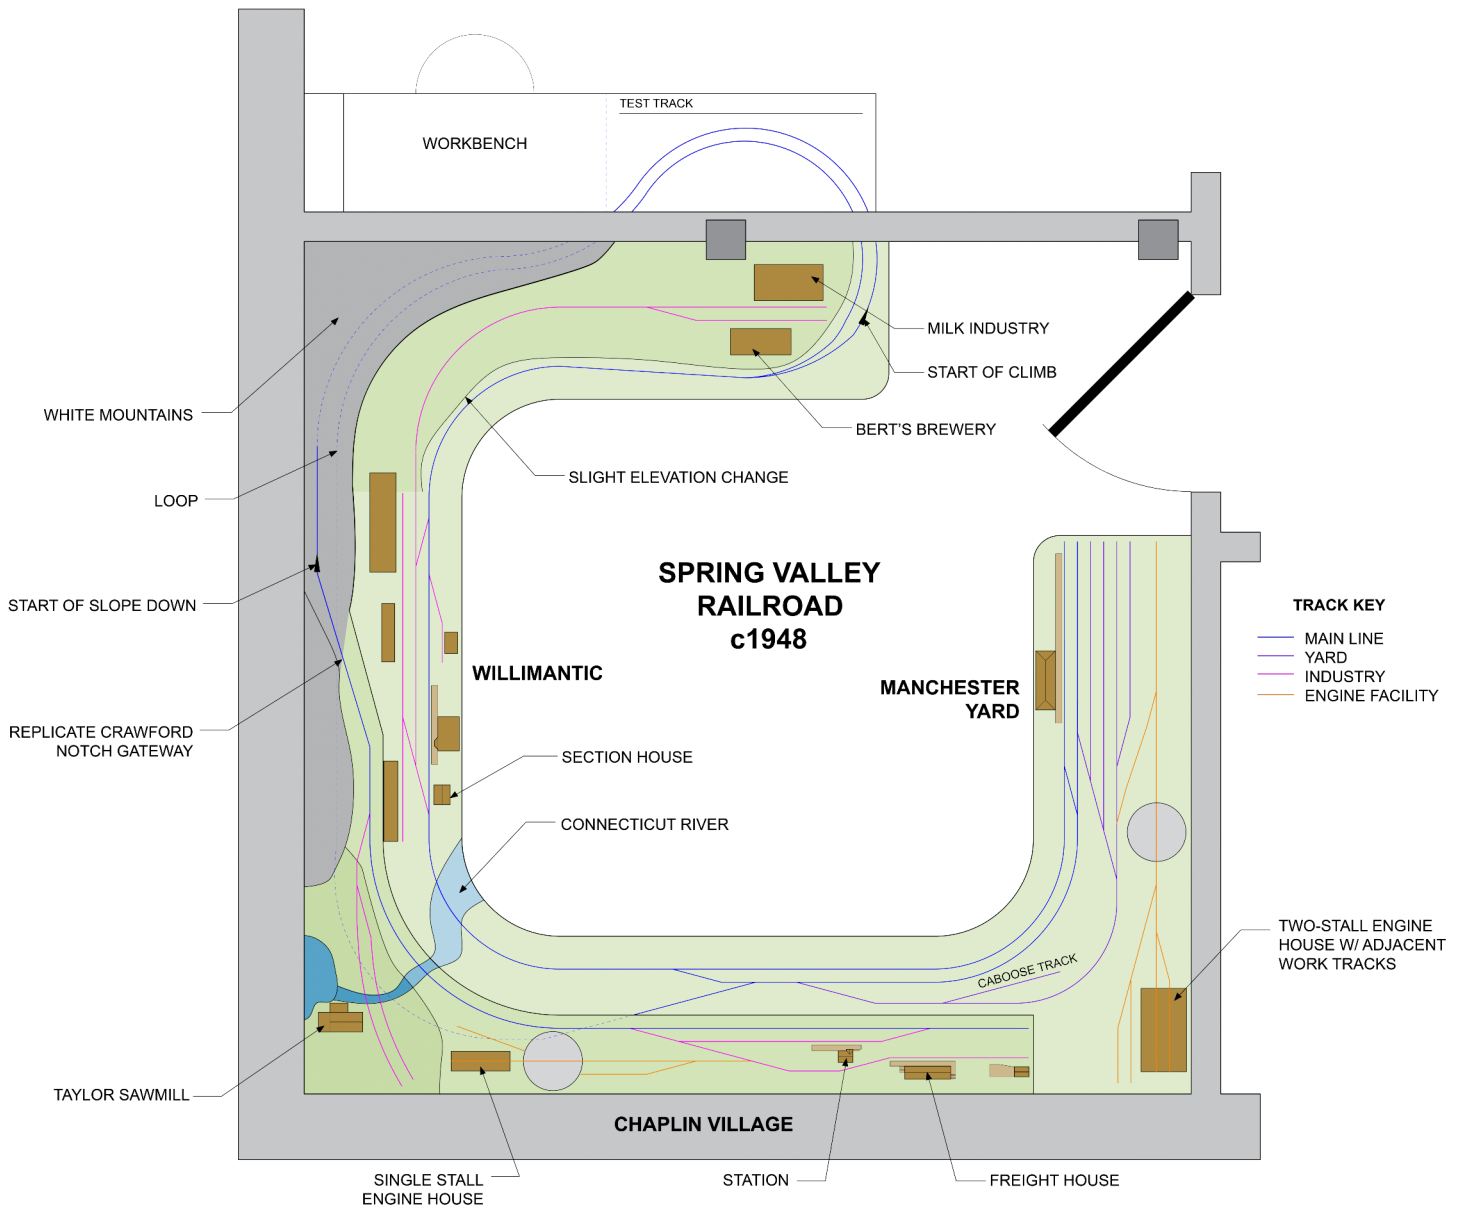 TEST TRACK
WORKBENCH
MILK INDUSTRY
START OF CLIMB
WHITE MOUNTAINS
BERT'S BREWERY
SLIGHT ELEVATION CHANGE
LOOP
SPRING VALLEY
RAILROAD
c1948
START OF SLOPE DOWN
TRACK KEY
MAIN LINE
YARD
INDUSTRY
ENGINE FACILITY
WILLIMANTIC
MANCHESTER
YARD
REPLICATE CRAWFORD
NOTCH GATEWAY
SECTION HOUSE
CONNECTICUT RIVER
TWO-STALL ENGINE
HOUSE W/ ADJACENT
WORK TRACKS
CABOOSE TRACK
TAYLOR SAWMILL
CHAPLIN VILLAGE
SINGLE STALL
ENGINE HOUSE
STATION
FREIGHT HOUSE